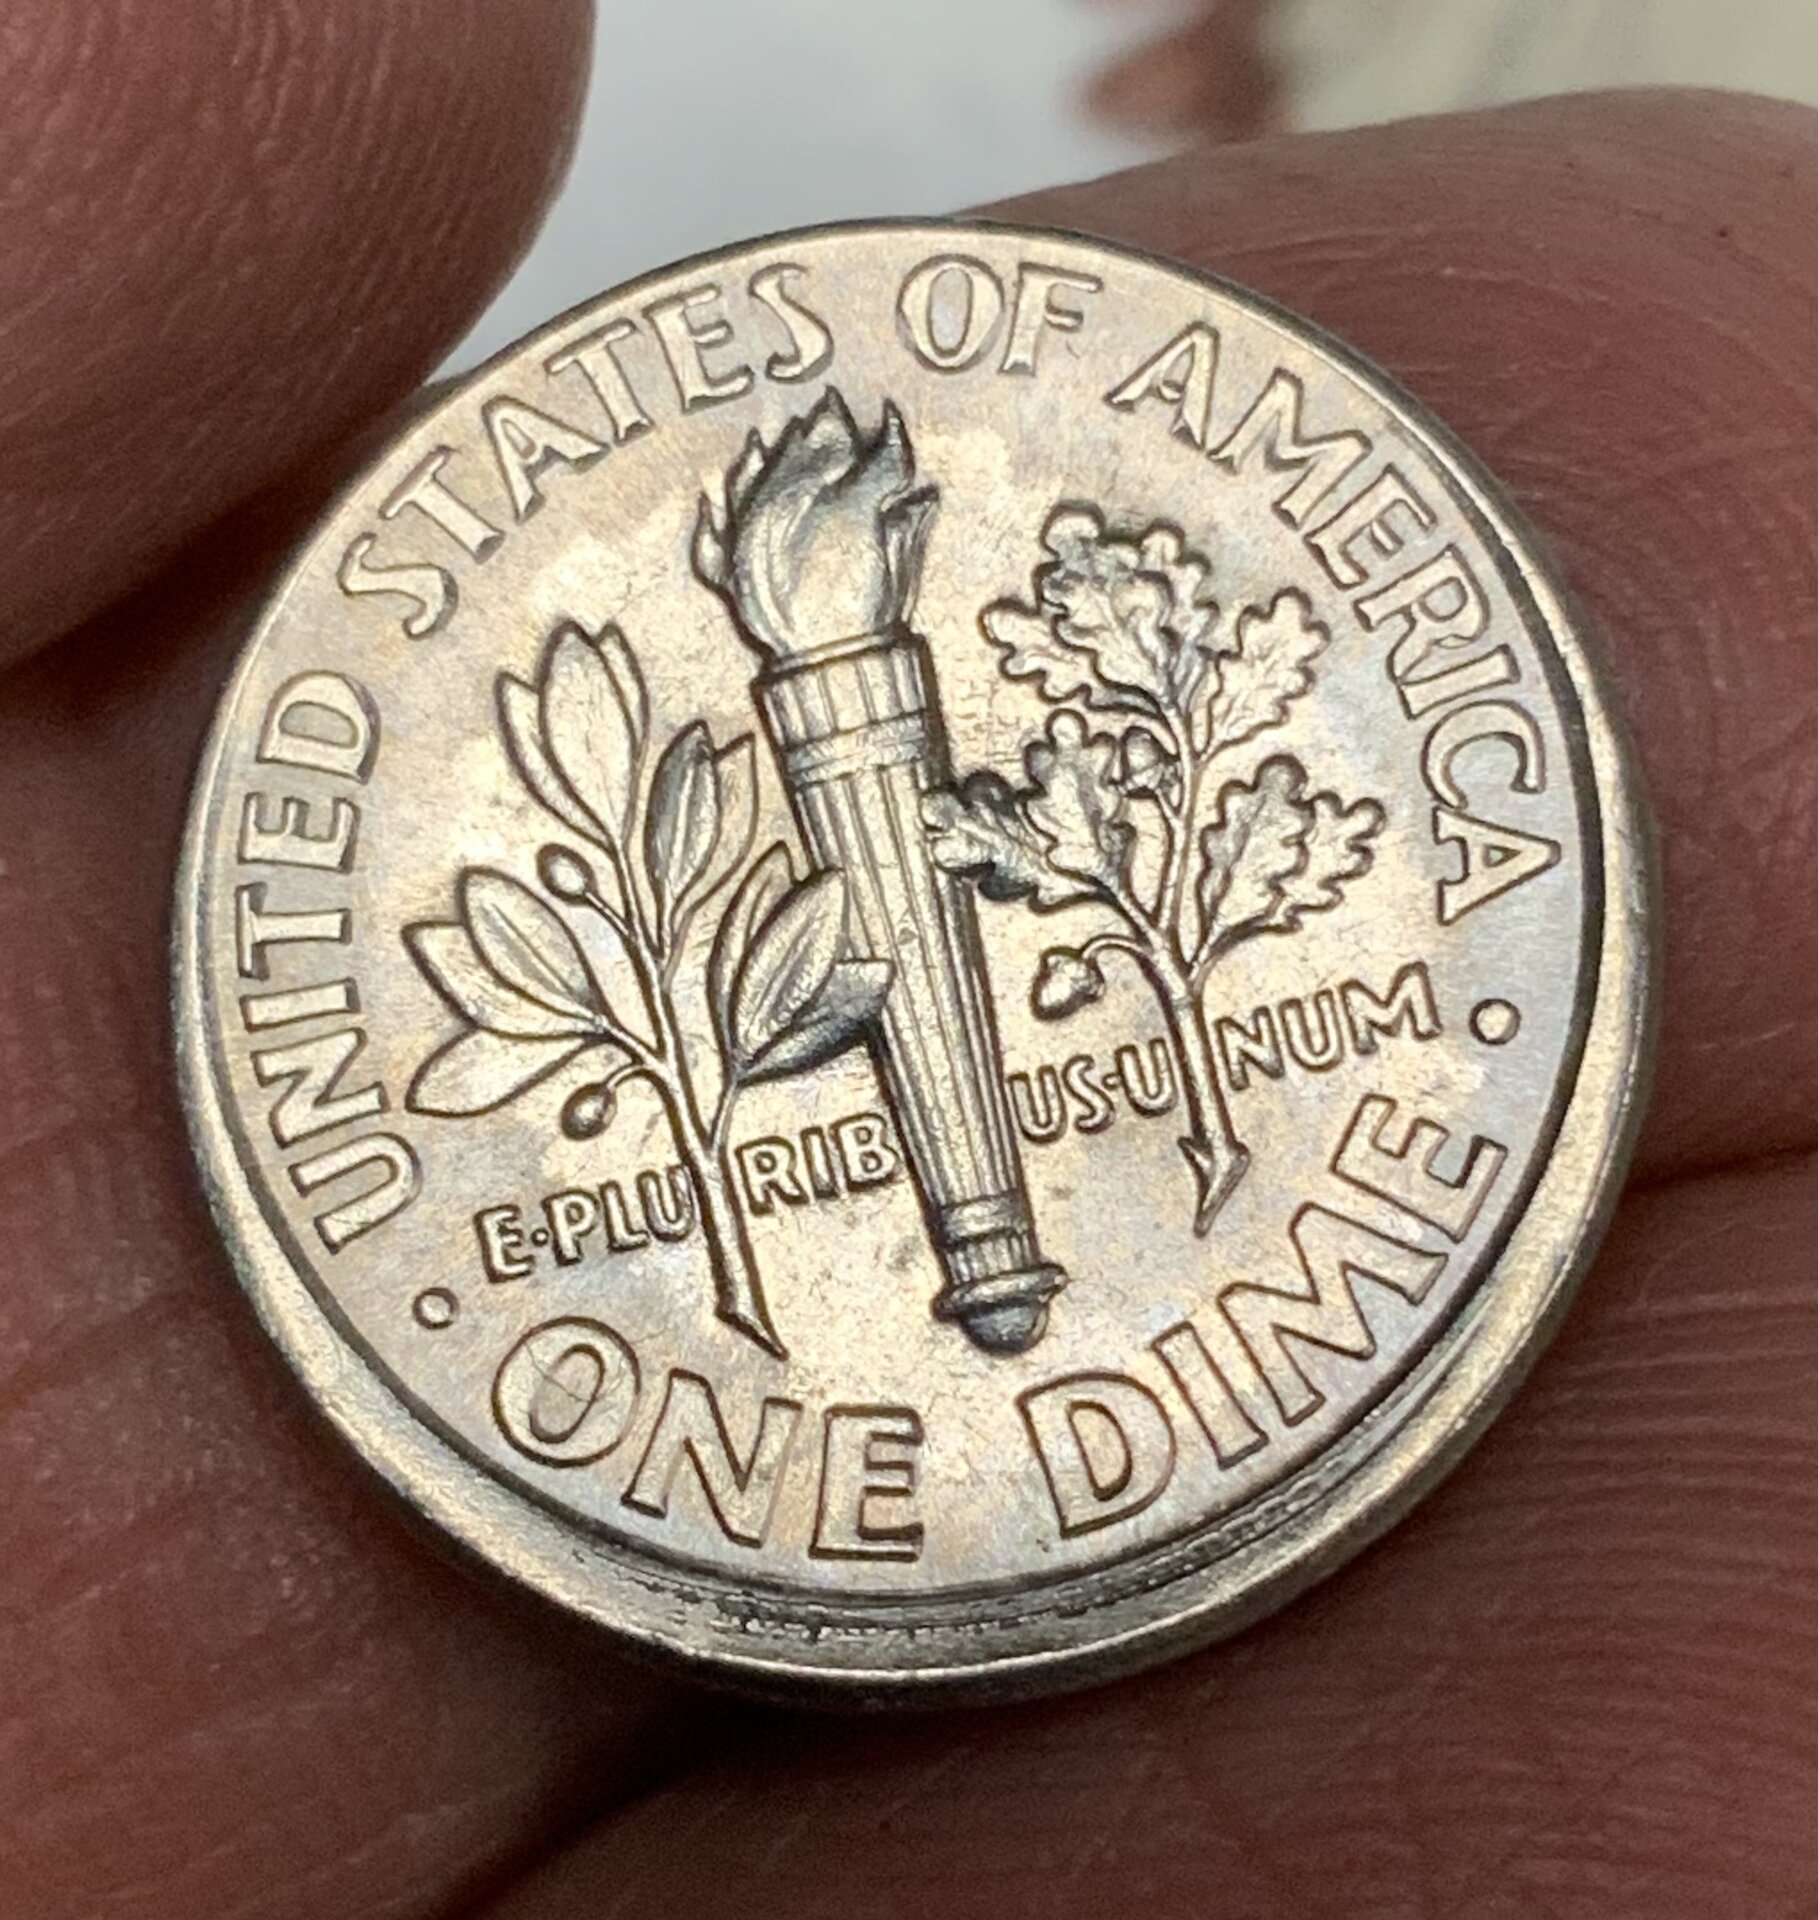 UNITED STATES OF AMERICA
E·PLURIBUS·UNUM
• ONE DIME •